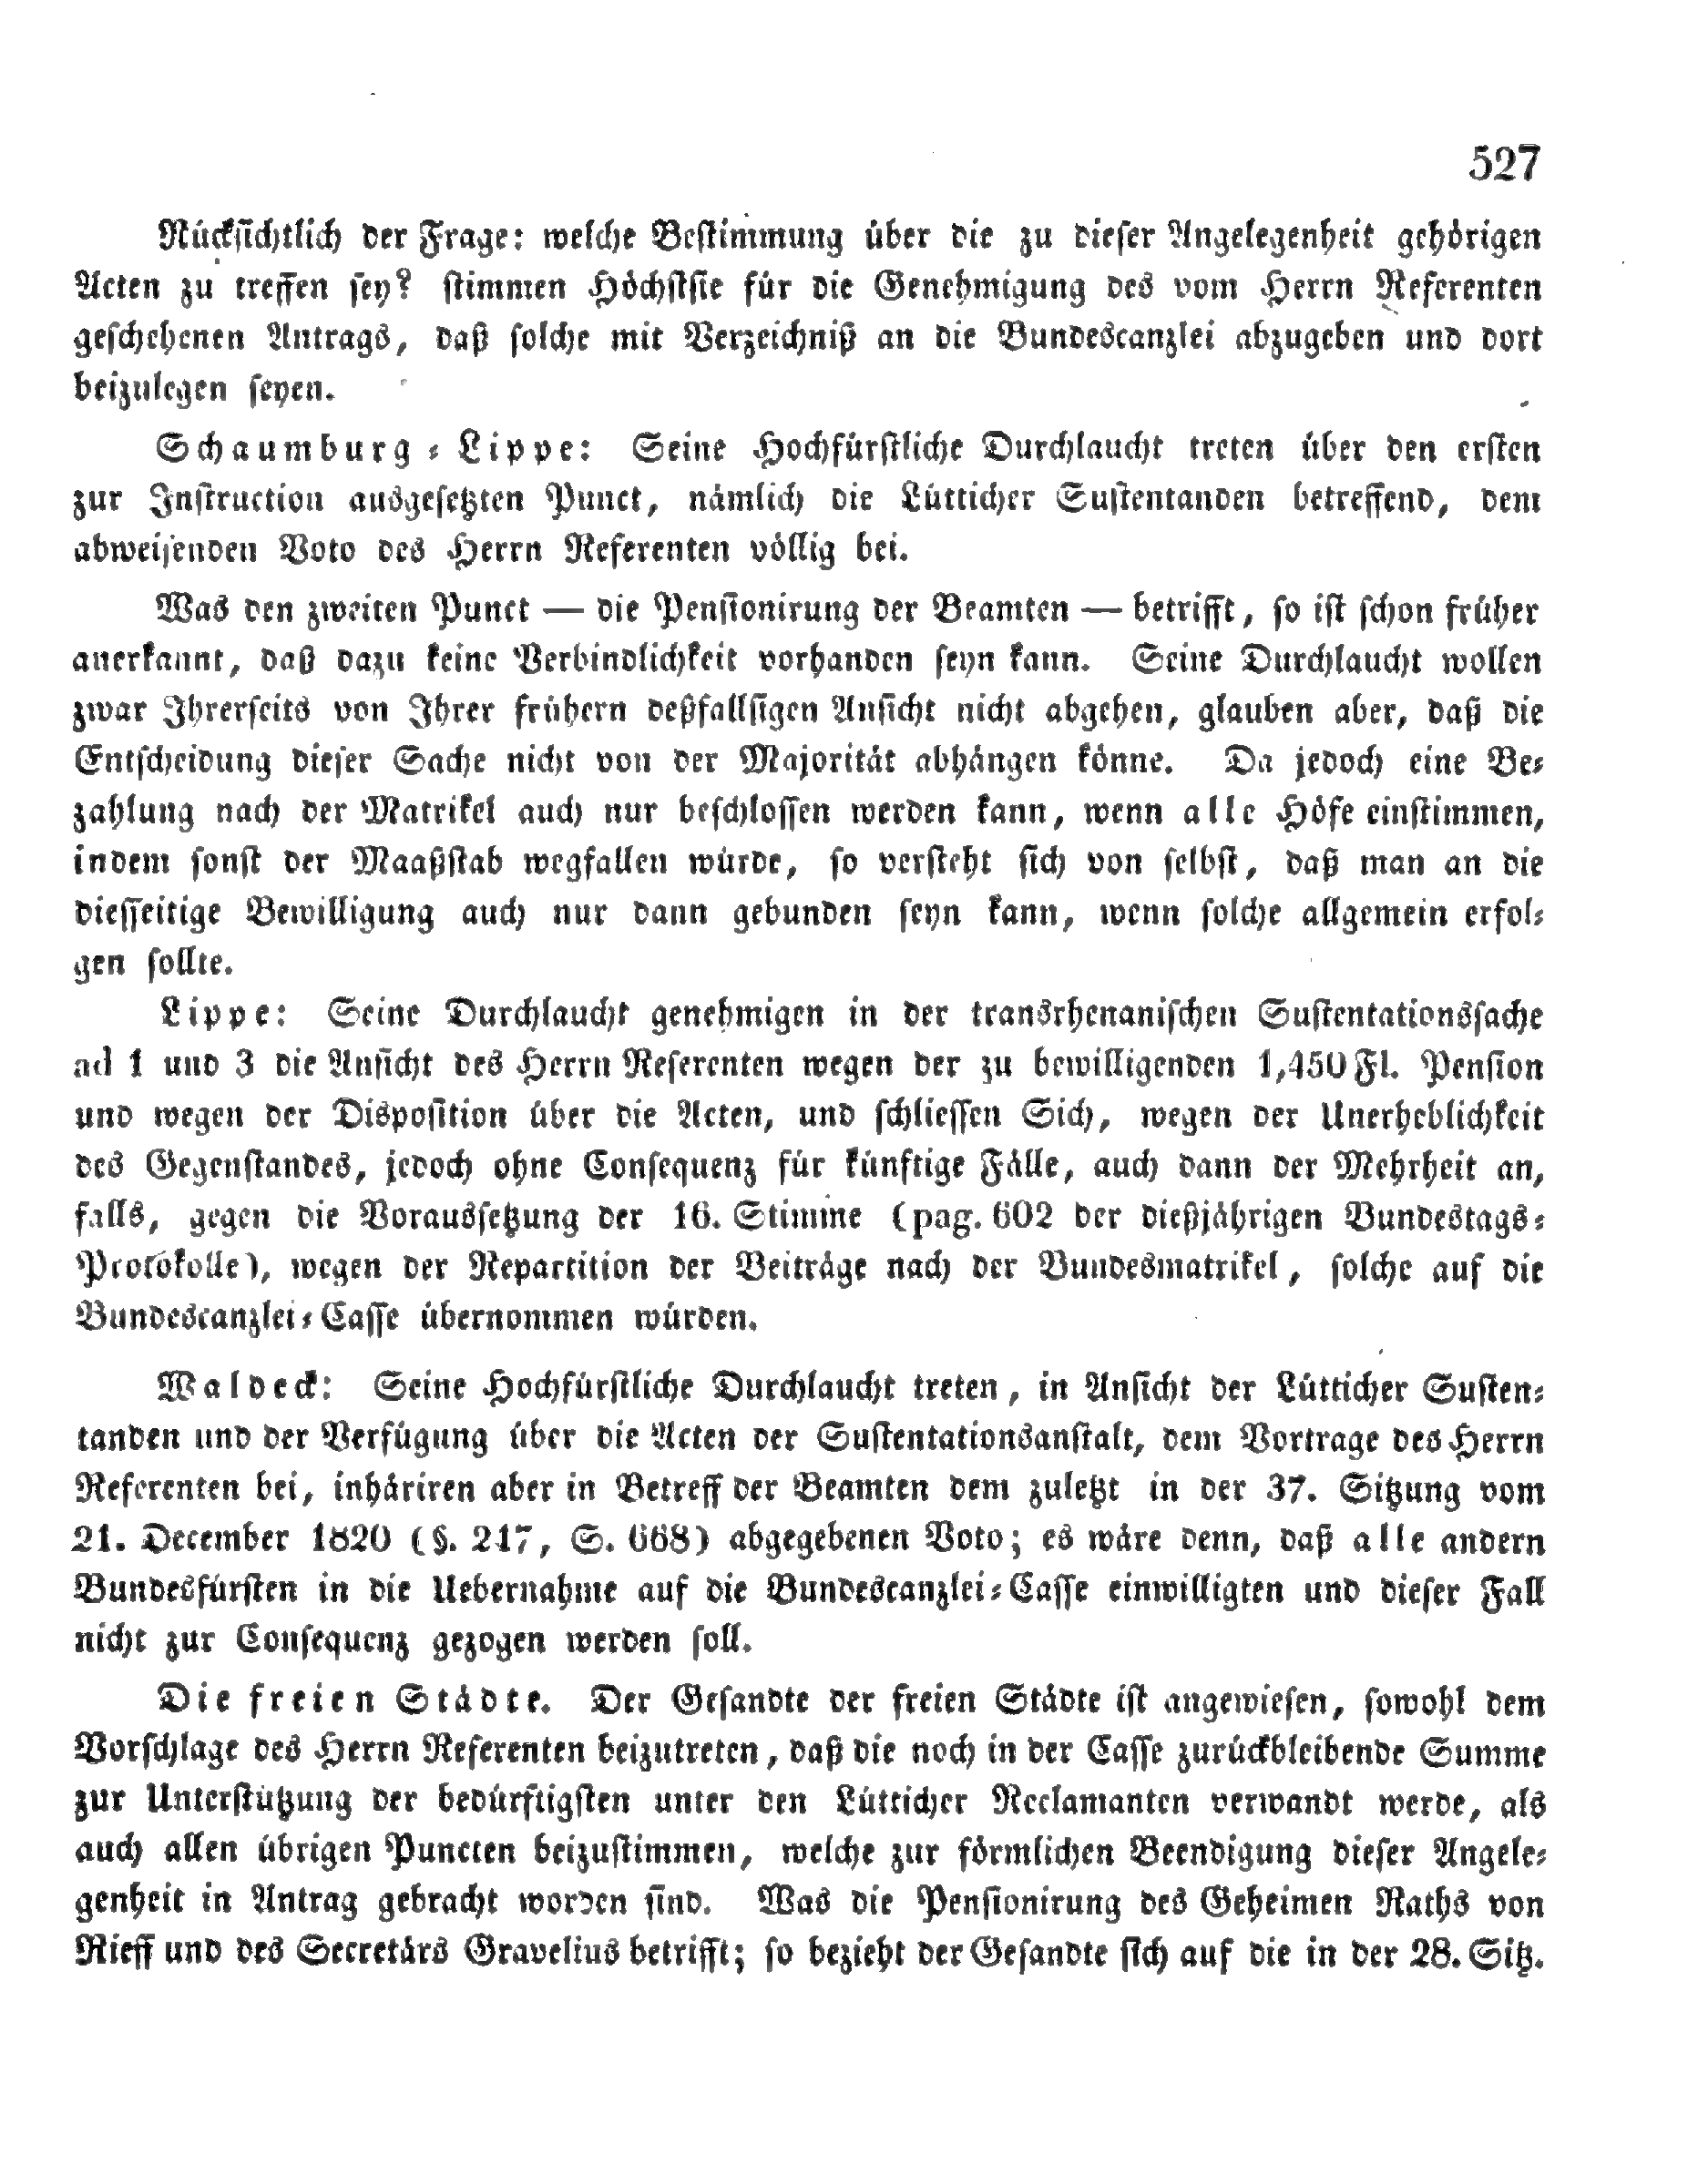 527
Rückſichtlich der Frage: welche Beſtimmung über die zu dieſer Angelegenheit gehörigen
Acten zu treffen ſey? ſtimmen Höchſtſie für die Genehmigung des vom Herrn Referenten
geſchehenen Antrags, daß ſolche mit Verzeichniß an die Bundescanzlei abzugeben und dort
beizulegen ſeyen.
Schaumburg-Lippe: Seine Hochfürſtliche Durchlaucht treten über den erſten
zur Inſtruction ausgeſetzten Punct, nämlich die Lütticher Suſtentanden betreffend, dem
abweiſenden Voto des Herrn Referenten völlig bei.
Was den zweiten Punct — die Penſionirung der Beamten — betrifft, ſo iſt ſchon früher
anerkannt, daß dazu keine Verbindlichkeit vorhanden ſeyn kann. Seine Durchlaucht wollen
zwar Ihrerſeits von Ihrer frühern deßfallſigen Anſicht nicht abgehen, glauben aber, daß die
Entſcheidung dieſer Sache nicht von der Majorität abhängen könne. Da jedoch eine Be-
zahlung nach der Matrikel auch nur beſchloſſen werden kann, wenn alle Höfe einſtimmen,
indem ſonſt der Maaßſtab wegfallen würde, ſo verſteht ſich von ſelbſt, daß man an die
dieſſeitige Bewilligung auch nur dann gebunden ſeyn kann, wenn ſolche allgemein erfol-
gen ſollte.
Lippe: Seine Durchlaucht genehmigen in der transrhenaniſchen Suſtentationsſache
ad 1 und 3 die Anſicht des Herrn Referenten wegen der zu bewilligenden 1,450 Fl. Penſion
und wegen der Dispoſition über die Acten, und ſchlieſſen Sich, wegen der Unerheblichkeit
des Gegenſtandes, jedoch ohne Conſequenz für künftige Fälle, auch dann der Mehrheit an,
falls, gegen die Vorausſetzung der 16. Stimme (pag. 602 der dießjährigen Bundestags-
Protokolle), wegen der Repartition der Beiträge nach der Bundesmatrikel, ſolche auf die
Bundescanzlei-Caſſe übernommen würden.
Waldeck: Seine Hochfürſtliche Durchlaucht treten, in Anſicht der Lütticher Suſten-
tanden und der Verfügung über die Acten der Suſtentationsanſtalt, dem Vortrage des Herrn
Referenten bei, inhäriren aber in Betreff der Beamten dem zuletzt in der 37. Sitzung vom
21. December 1820 (§. 217, S. 668) abgegebenen Voto; es wäre denn, daß alle andern
Bundesfürſten in die Uebernahme auf die Bundescanzlei-Caſſe einwilligten und dieſer Fall
nicht zur Conſequenz gezogen werden ſoll.
Die freien Städte. Der Geſandte der freien Städte iſt angewieſen, ſowohl dem
Vorſchlage des Herrn Referenten beizutreten, daß die noch in der Caſſe zurückbleibende Summe
zur Unterſtützung der bedürftigſten unter den Lütticher Reclamanten verwandt werde, als
auch allen übrigen Puncten beizuſtimmen, welche zur förmlichen Beendigung dieſer Angele-
genheit in Antrag gebracht worden ſind. Was die Penſionirung des Geheimen Raths von
Rieff und des Secretärs Gravelius betrifft; ſo bezieht der Geſandte ſich auf die in der 28. Sitz.